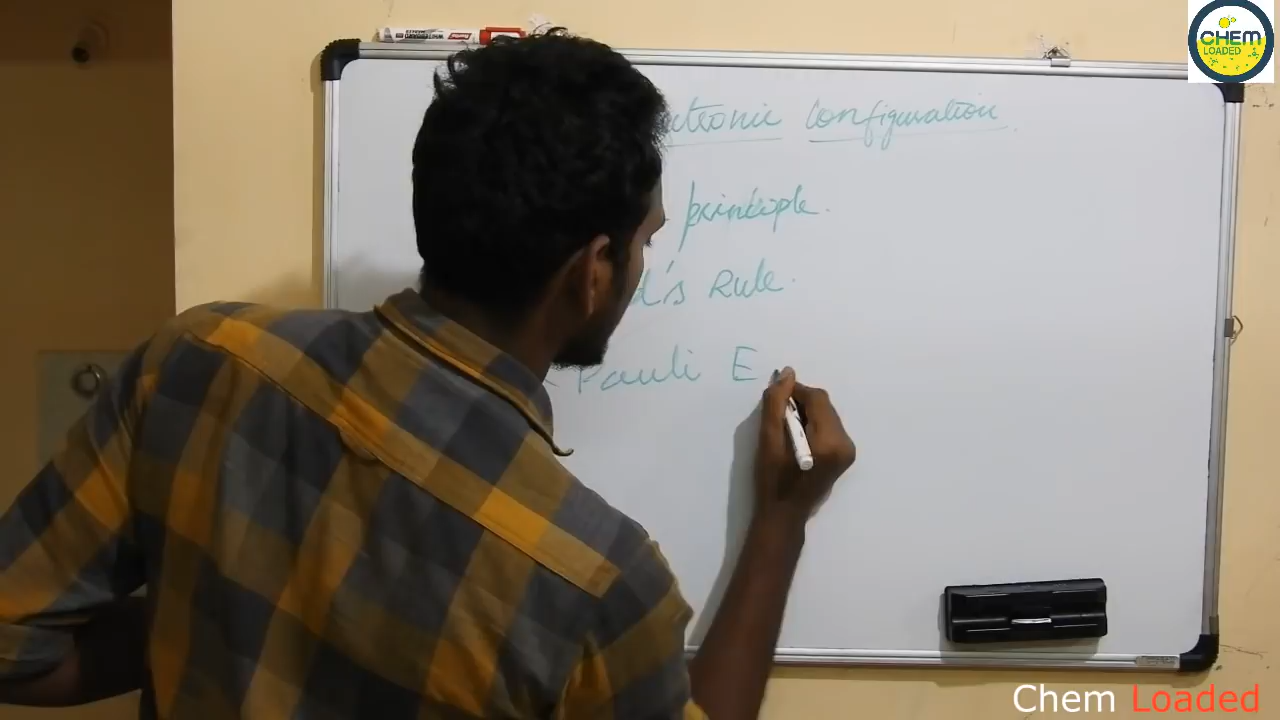 CHEM
LOADED
ctronic configuration
principle.
d's Rule.
Pauli E
Chem Loaded